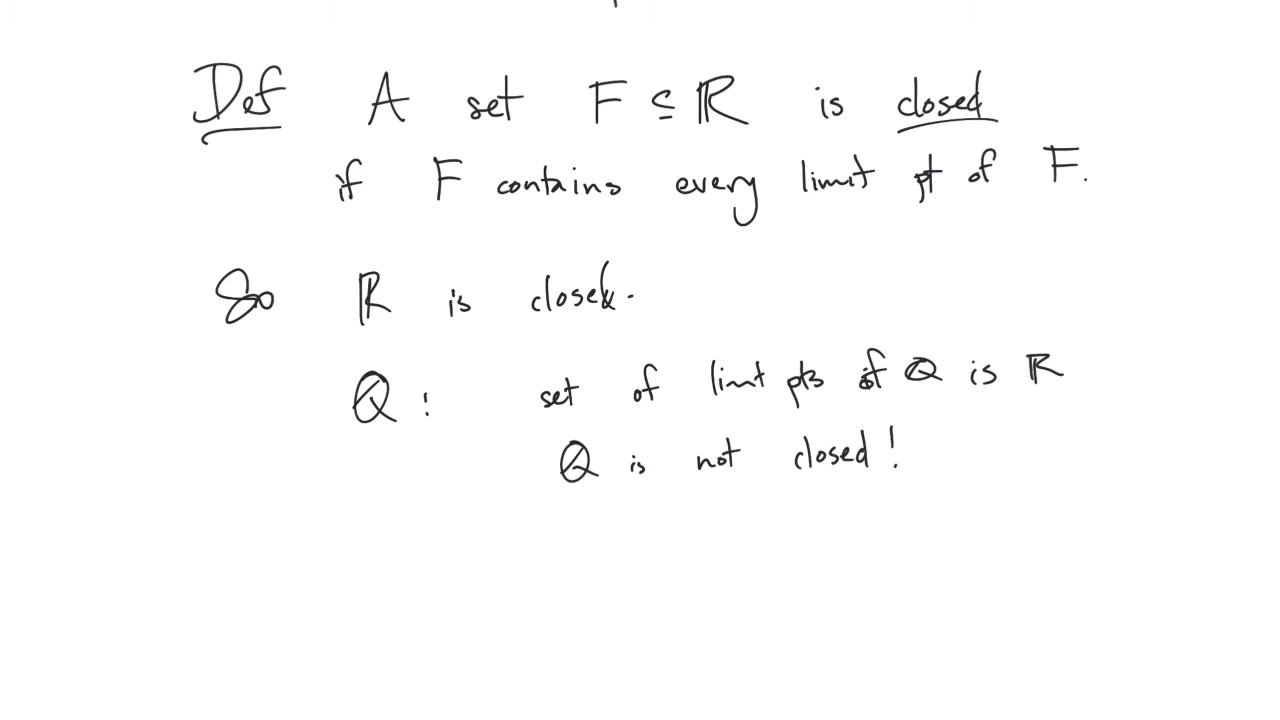 Def A set F ⊆ ℝ is closed
if F contains every limit pt of F.
So ℝ is closed.
ℚ: set of limit pts of ℚ is ℝ
ℚ is not closed!